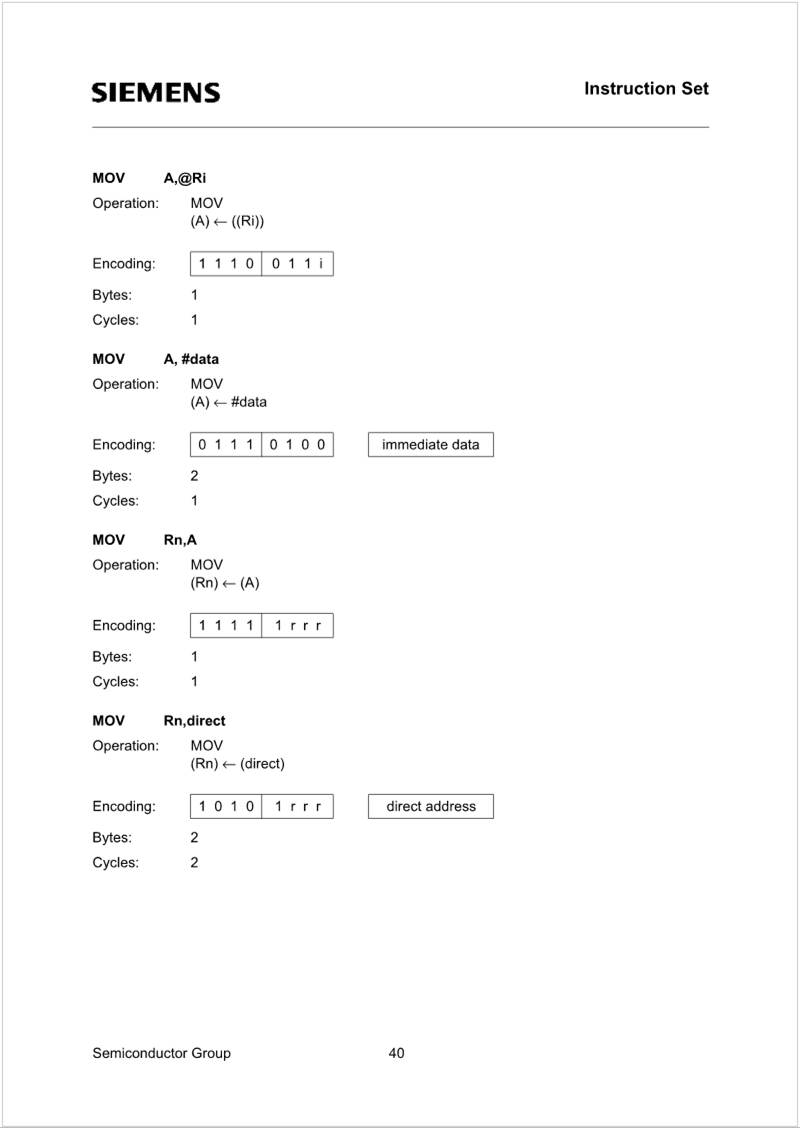 SIEMENS
Instruction Set
MOV A,@Ri
Operation: MOV
(A) ← ((Ri))
Encoding: 1 1 1 0 0 1 1 i
Bytes: 1
Cycles: 1
MOV A, #data
Operation: MOV
(A) ← #data
Encoding: 0 1 1 1 0 1 0 0 immediate data
Bytes: 2
Cycles: 1
MOV Rn,A
Operation: MOV
(Rn) ← (A)
Encoding: 1 1 1 1 1 r r r
Bytes: 1
Cycles: 1
MOV Rn,direct
Operation: MOV
(Rn) ← (direct)
Encoding: 1 0 1 0 1 r r r direct address
Bytes: 2
Cycles: 2
Semiconductor Group 40